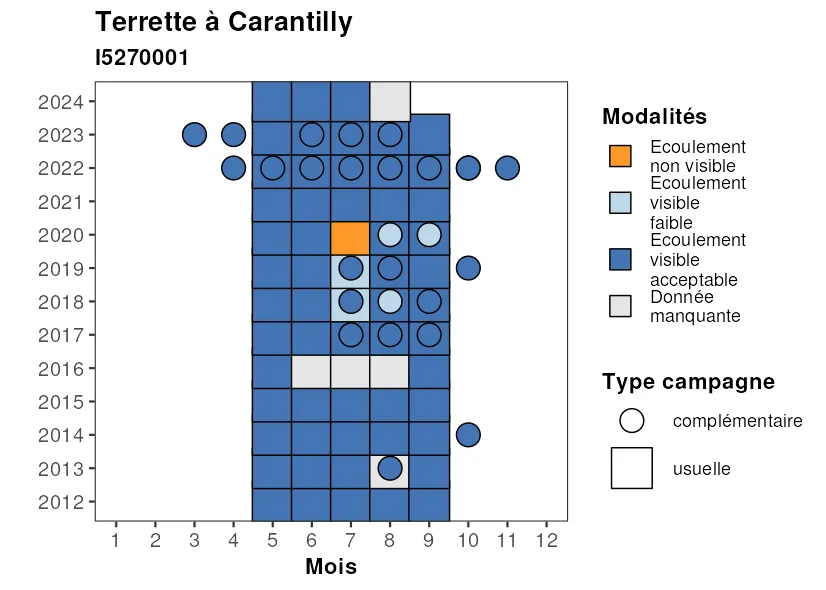 Terrette à Carantilly
I5270001
2024
2023
2022
2021
2020
2019
2018
2017
2016
2015
2014
2013
2012
1 2 3 4 5 6 7 8 9 10 11 12
Mois
Modalités
Ecoulement
non visible
Ecoulement
visible
faible
Ecoulement
visible
acceptable
Donnée
manquante
Type campagne
complémentaire
usuelle